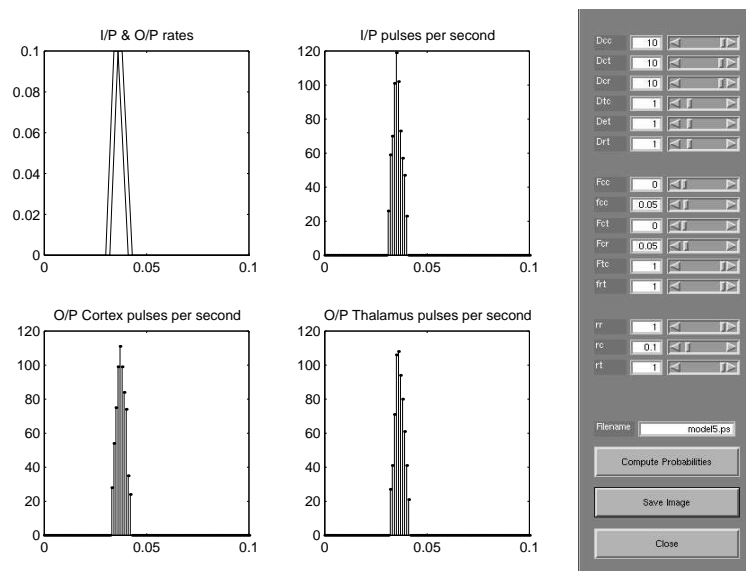 I/P & O/P rates
0.1
0.08
0.06
0.04
0.02
0
0 0.05 0.1
I/P pulses per second
120
100
80
60
40
20
0
0 0.05 0.1
O/P Cortex pulses per second
120
100
80
60
40
20
0
0 0.05 0.1
O/P Thalamus pulses per second
120
100
80
60
40
20
0
0 0.05 0.1
Dcc 10
Dct 10
Dcr 10
Dtc 1
Det 1
Drt 1
Fcc 0
fcc 0.05
Fct 0
Fcr 0.05
Ftc 1
frt 1
rr 1
rc 0.1
rt 1
Filename model5.ps
Compute Probabilities
Save Image
Close